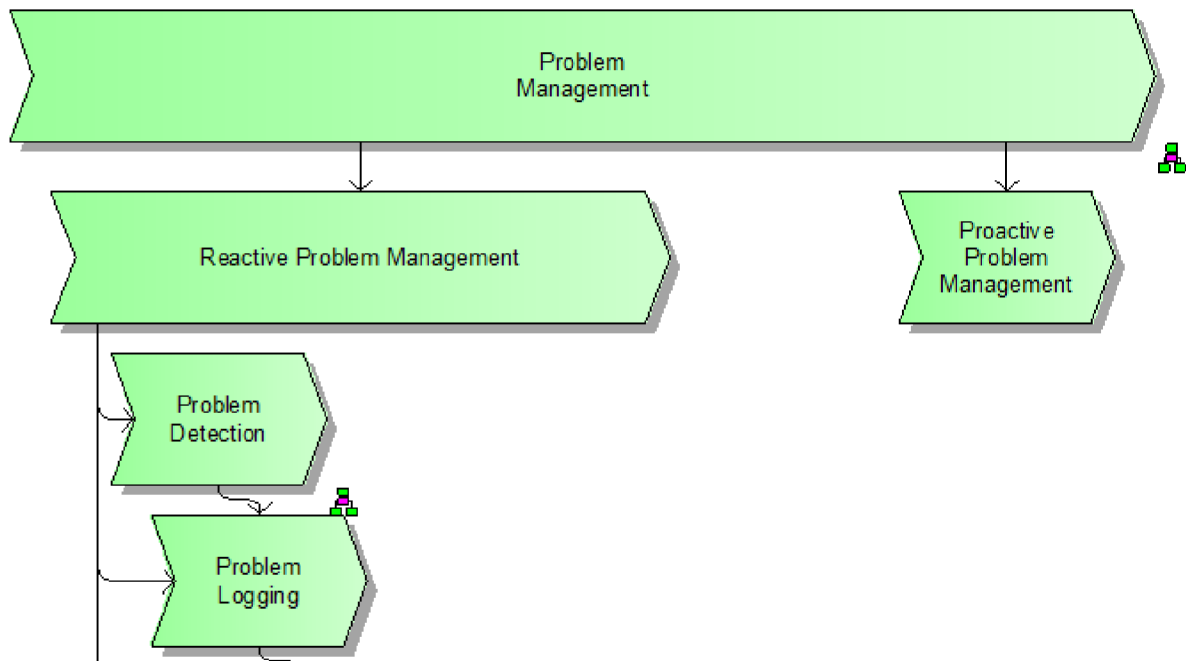 Problem
Management
Reactive Problem Management
Proactive
Problem
Management
Problem
Detection
Problem
Logging